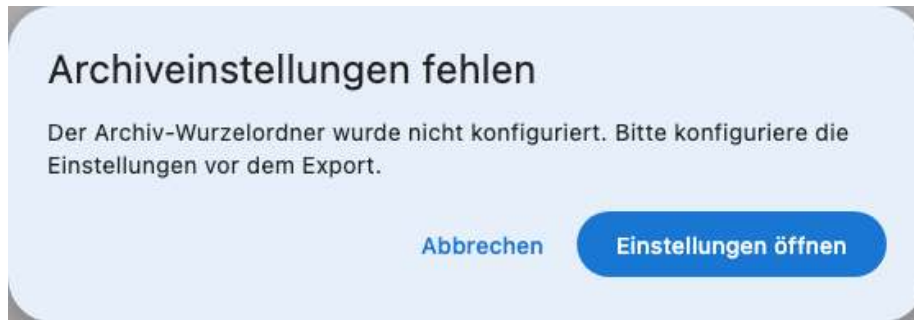 Archiveinstellungen fehlen
Der Archiv-Wurzelordner wurde nicht konfiguriert. Bitte konfiguriere die
Einstellungen vor dem Export.
Abbrechen
Einstellungen öffnen